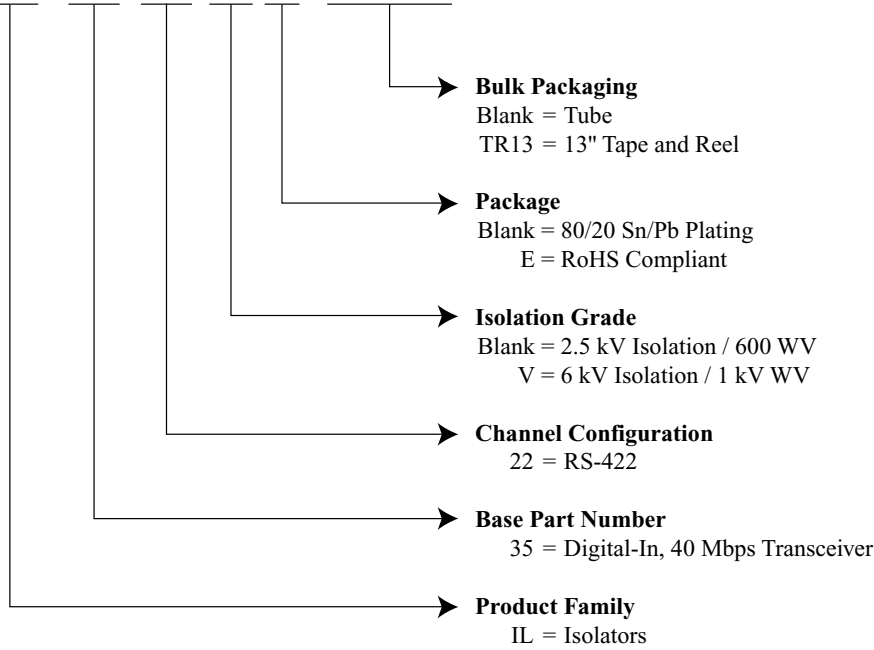 Bulk Packaging
Blank = Tube
TR13 = 13" Tape and Reel
Package
Blank = 80/20 Sn/Pb Plating
E = RoHS Compliant
Isolation Grade
Blank = 2.5 kV Isolation / 600 WV
V = 6 kV Isolation / 1 kV WV
Channel Configuration
22 = RS-422
Base Part Number
35 = Digital-In, 40 Mbps Transceiver
Product Family
IL = Isolators